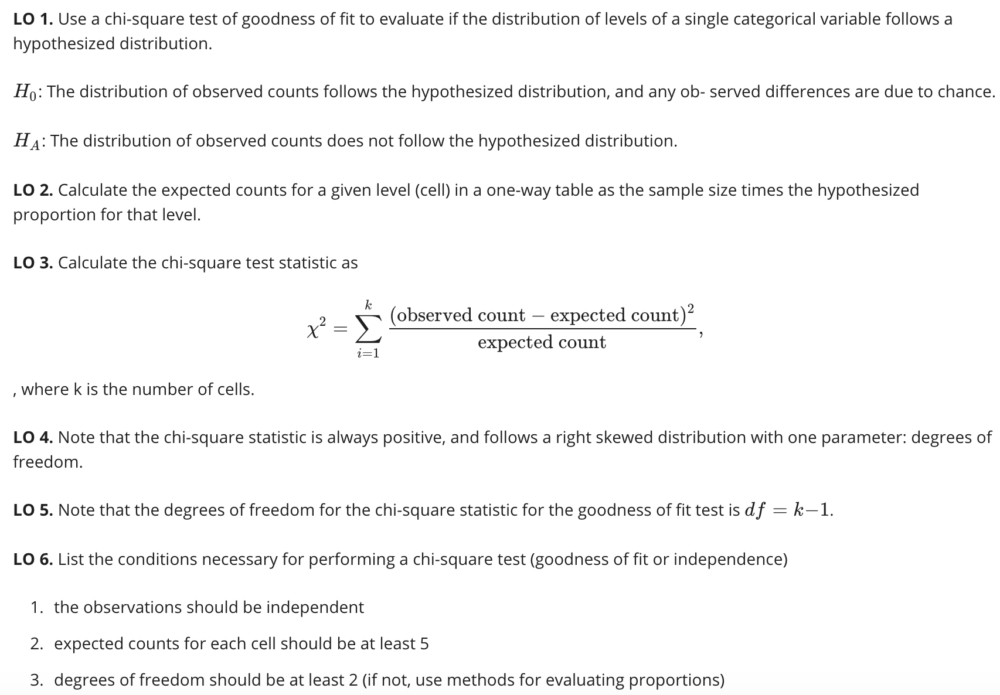 LO 1. Use a chi-square test of goodness of fit to evaluate if the distribution of levels of a single categorical variable follows a
hypothesized distribution.
H₀: The distribution of observed counts follows the hypothesized distribution, and any ob- served differences are due to chance.
H_A: The distribution of observed counts does not follow the hypothesized distribution.
LO 2. Calculate the expected counts for a given level (cell) in a one-way table as the sample size times the hypothesized
proportion for that level.
LO 3. Calculate the chi-square test statistic as
χ² = ∑_{i=1}^{k} (observed count − expected count)² / expected count,
, where k is the number of cells.
LO 4. Note that the chi-square statistic is always positive, and follows a right skewed distribution with one parameter: degrees of
freedom.
LO 5. Note that the degrees of freedom for the chi-square statistic for the goodness of fit test is df = k−1.
LO 6. List the conditions necessary for performing a chi-square test (goodness of fit or independence)
1. the observations should be independent
2. expected counts for each cell should be at least 5
3. degrees of freedom should be at least 2 (if not, use methods for evaluating proportions)